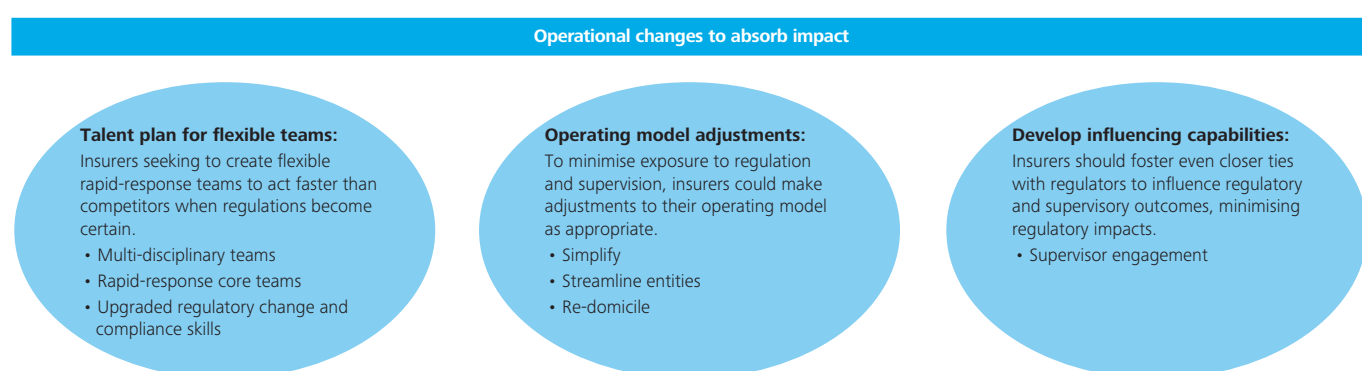 Operational changes to absorb impact
Talent plan for flexible teams:
Insurers seeking to create flexible
rapid-response teams to act faster than
competitors when regulations become
certain.
• Multi-disciplinary teams
• Rapid-response core teams
• Upgraded regulatory change and
compliance skills
Operating model adjustments:
To minimise exposure to regulation
and supervision, insurers could make
adjustments to their operating model
as appropriate.
• Simplify
• Streamline entities
• Re-domicile
Develop influencing capabilities:
Insurers should foster even closer ties
with regulators to influence regulatory
and supervisory outcomes, minimising
regulatory impacts.
• Supervisor engagement